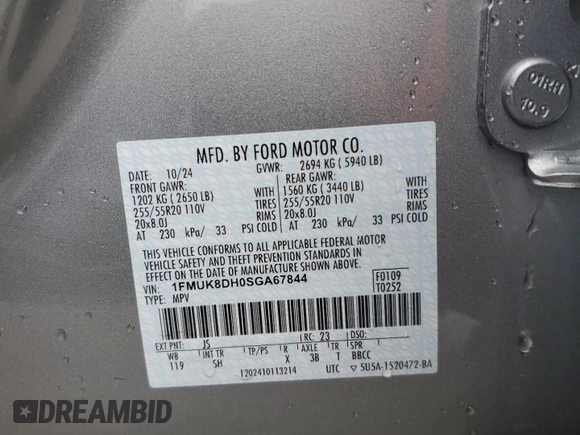 01RH
10.9
MFD. BY FORD MOTOR CO.
DATE: 10/24 GVWR: 2694 KG ( 5940 LB)
FRONT GAWR: REAR GAWR:
1202 KG ( 2650 LB) WITH 1560 KG ( 3440 LB) WITH
255/55R20 110V TIRES 255/55R20 110V TIRES
20x8.0J RIMS 20x8.0J RIMS
AT 230 kPa/ 33 PSI COLD AT 230 kPa/ 33 PSI COLD
THIS VEHICLE CONFORMS TO ALL APPLICABLE FEDERAL MOTOR
VEHICLE SAFETY AND THEFT PREVENTION STANDARDS IN
EFFECT ON THE DATE OF MANUFACTURE SHOWN ABOVE.
VIN: 1FMUK8DH0SGA67844 F0109
TYPE: MPV T0252
EXT PNT: JS RC: 23 DSO:
WB INT TR TP/PS R AXLE TR SPR
119 SH X 3B T BBCC
1202410113214 UTC 5U5A-1520472-BA
DREAMBID